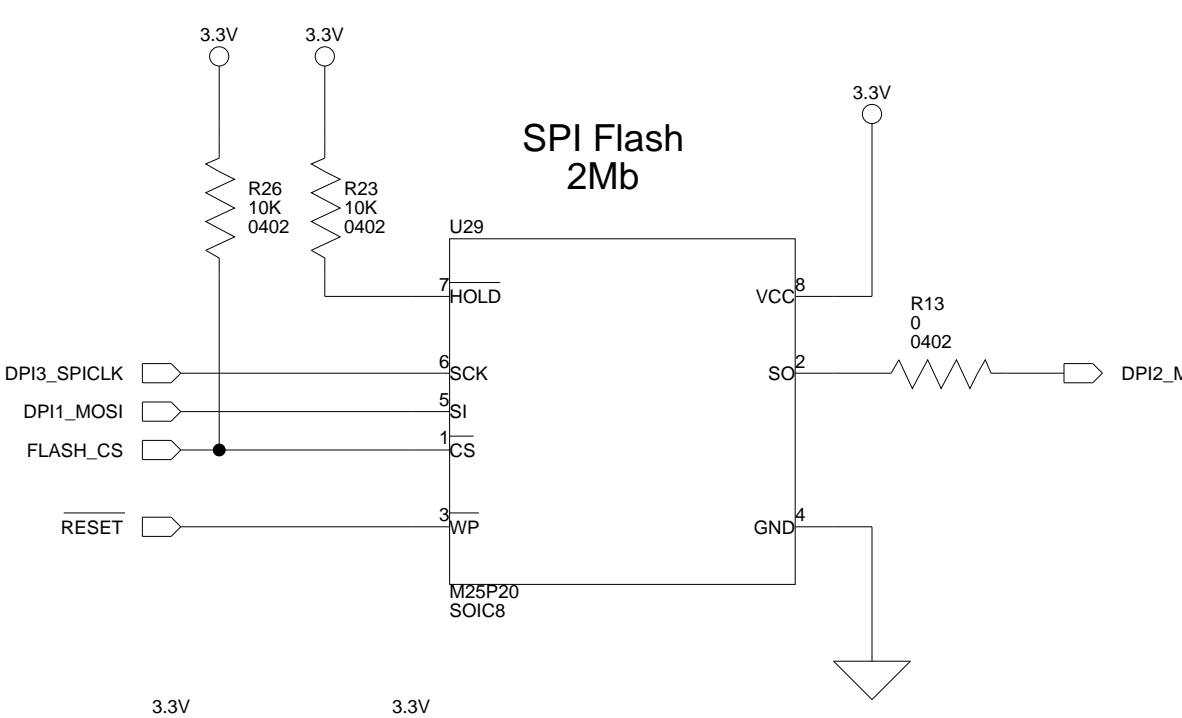 3.3V
3.3V
3.3V
SPI Flash
2Mb
R26
10K
0402
R23
10K
0402
U29
7
HOLD
8
VCC
R13
0
0402
DPI3_SPICLK
6
SCK
2
SO
DPI2_M
DPI1_MOSI
5
SI
FLASH_CS
1
CS
RESET
3
WP
4
GND
M25P20
SOIC8
3.3V
3.3V